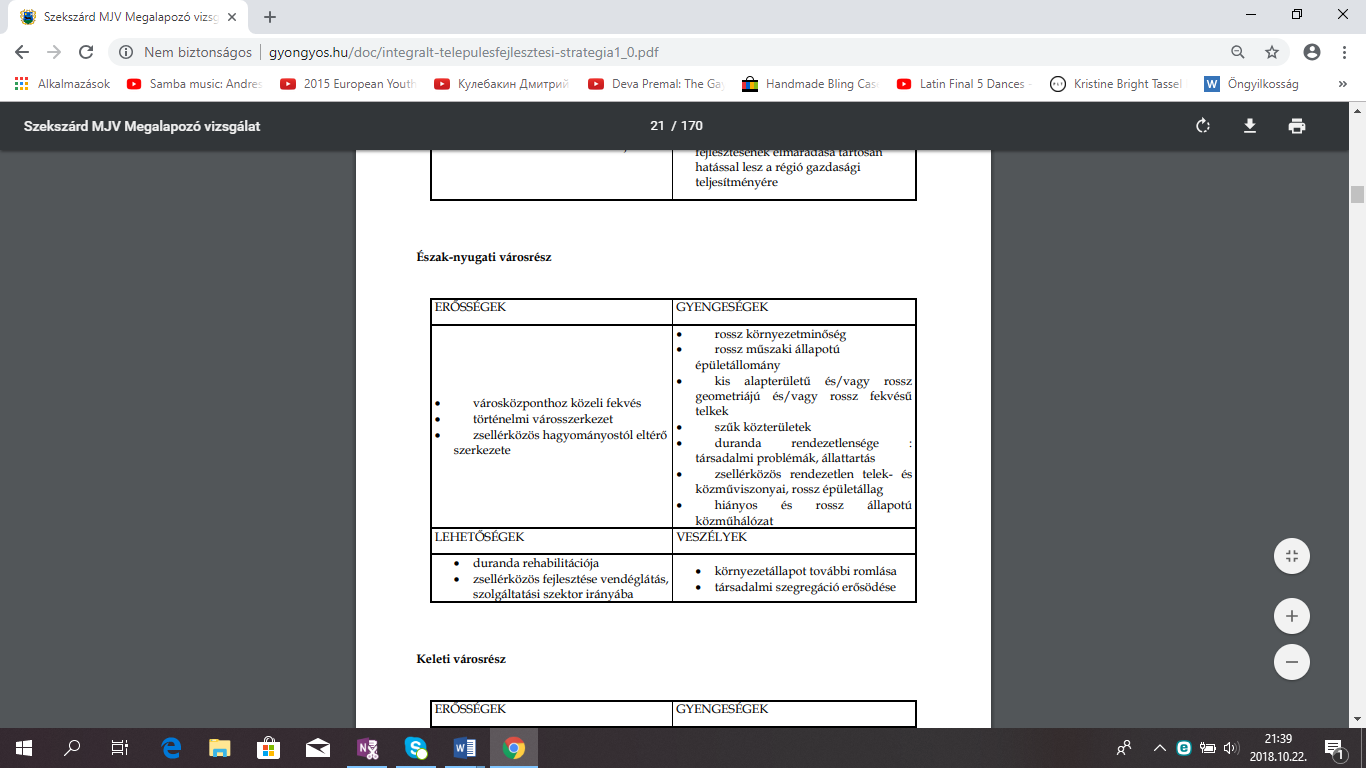 Szekszárd MJV Megalapozó vizsg
Nem biztonságos | gyongyos.hu/doc/integralt-telepulesfejlesztesi-strategia1_0.pdf
Alkalmazások
Samba music: Andres
2015 European Youth
Кулебакин Дмитрий
Deva Premal: The Gay
Handmade Bling Cas
Latin Final 5 Dances -
Kristine Bright Tassel
Öngyilkosság
Szekszárd MJV Megalapozó vizsgálat
21 / 170
fejlesztésének elmaradása tartósan
hatással lesz a régió gazdasági
teljesítményére
Észak-nyugati városrész
ERŐSSÉGEK
• városközponthoz közeli fekvés
• történelmi városszerkezet
• zsellérközös hagyományostól eltérő
szerkezete
GYENGESÉGEK
• rossz környezetminőség
• rossz műszaki állapotú
épületállomány
• kis alapterületű és/vagy rossz
geometriájú és/vagy rossz fekvésű
telkek
• szűk közterületek
• duranda rendezetlensége :
társadalmi problémák, állattartás
• zsellérközös rendezetlen telek- és
közműviszonyai, rossz épületállag
• hiányos és rossz állapotú
közműhálózat
LEHETŐSÉGEK
• duranda rehabilitációja
• zsellérközös fejlesztése vendéglátás,
szolgáltatási szektor irányába
VESZÉLYEK
• környezetállapot további romlása
• társadalmi szegregáció erősödése
Keleti városrész
ERŐSSÉGEK
GYENGESÉGEK
21:39
2018.10.22.
1